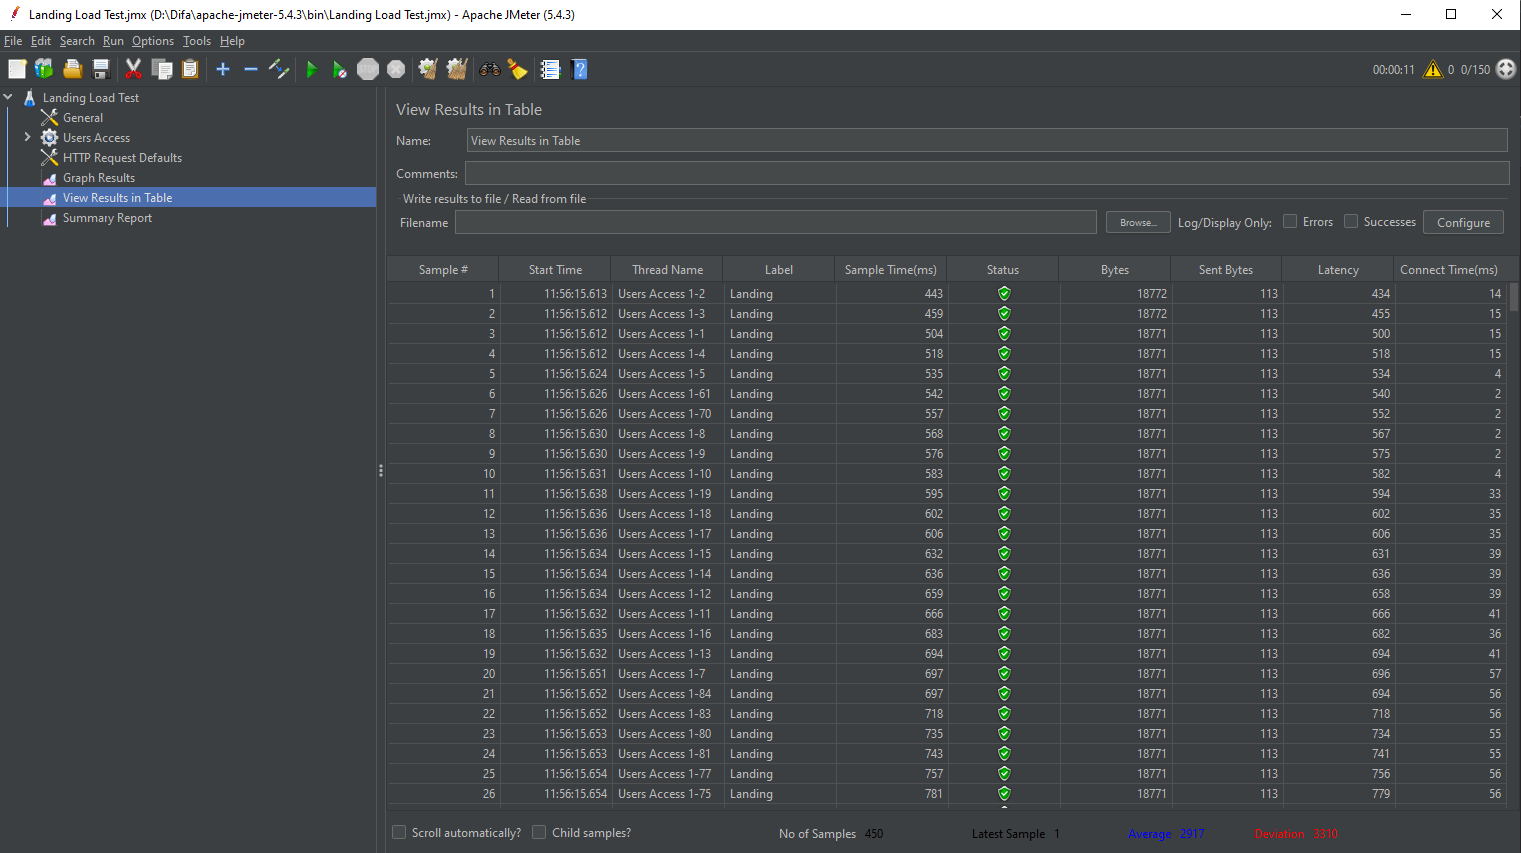 Landing Load Test.jmx (D:\Difa\apache-jmeter-5.4.3\bin\Landing Load Test.jmx) - Apache JMeter (5.4.3)
File Edit Search Run Options Tools Help
STOP 00:00:11 0 0/150
Landing Load Test
General
Users Access
HTTP Request Defaults
Graph Results
View Results in Table
Summary Report
View Results in Table
Name: View Results in Table
Comments:
Write results to file / Read from file
Filename Browse... Log/Display Only: Errors Successes Configure
Sample # Start Time Thread Name Label Sample Time(ms) Status Bytes Sent Bytes Latency Connect Time(ms)
1 11:56:15.613 Users Access 1-2 Landing 443 18772 113 434 14
2 11:56:15.612 Users Access 1-3 Landing 459 18772 113 455 15
3 11:56:15.612 Users Access 1-1 Landing 504 18771 113 500 15
4 11:56:15.612 Users Access 1-4 Landing 518 18771 113 518 15
5 11:56:15.624 Users Access 1-5 Landing 535 18771 113 534 4
6 11:56:15.626 Users Access 1-61 Landing 542 18771 113 540 2
7 11:56:15.626 Users Access 1-70 Landing 557 18771 113 552 2
8 11:56:15.630 Users Access 1-8 Landing 568 18771 113 567 2
9 11:56:15.630 Users Access 1-9 Landing 576 18771 113 575 2
10 11:56:15.631 Users Access 1-10 Landing 583 18771 113 582 4
11 11:56:15.638 Users Access 1-19 Landing 595 18771 113 594 33
12 11:56:15.636 Users Access 1-18 Landing 602 18771 113 602 35
13 11:56:15.636 Users Access 1-17 Landing 606 18771 113 606 35
14 11:56:15.634 Users Access 1-15 Landing 632 18771 113 631 39
15 11:56:15.634 Users Access 1-14 Landing 636 18771 113 636 39
16 11:56:15.634 Users Access 1-12 Landing 659 18771 113 658 39
17 11:56:15.632 Users Access 1-11 Landing 666 18771 113 666 41
18 11:56:15.635 Users Access 1-16 Landing 683 18771 113 682 36
19 11:56:15.632 Users Access 1-13 Landing 694 18771 113 694 41
20 11:56:15.651 Users Access 1-7 Landing 697 18771 113 696 57
21 11:56:15.652 Users Access 1-84 Landing 697 18771 113 694 56
22 11:56:15.652 Users Access 1-83 Landing 718 18771 113 718 56
23 11:56:15.653 Users Access 1-80 Landing 735 18771 113 734 55
24 11:56:15.653 Users Access 1-81 Landing 743 18771 113 741 55
25 11:56:15.654 Users Access 1-77 Landing 757 18771 113 756 56
26 11:56:15.654 Users Access 1-75 Landing 781 18771 113 779 56
Scroll automatically? Child samples? No of Samples 450 Latest Sample 1 Average 2917 Deviation 3310